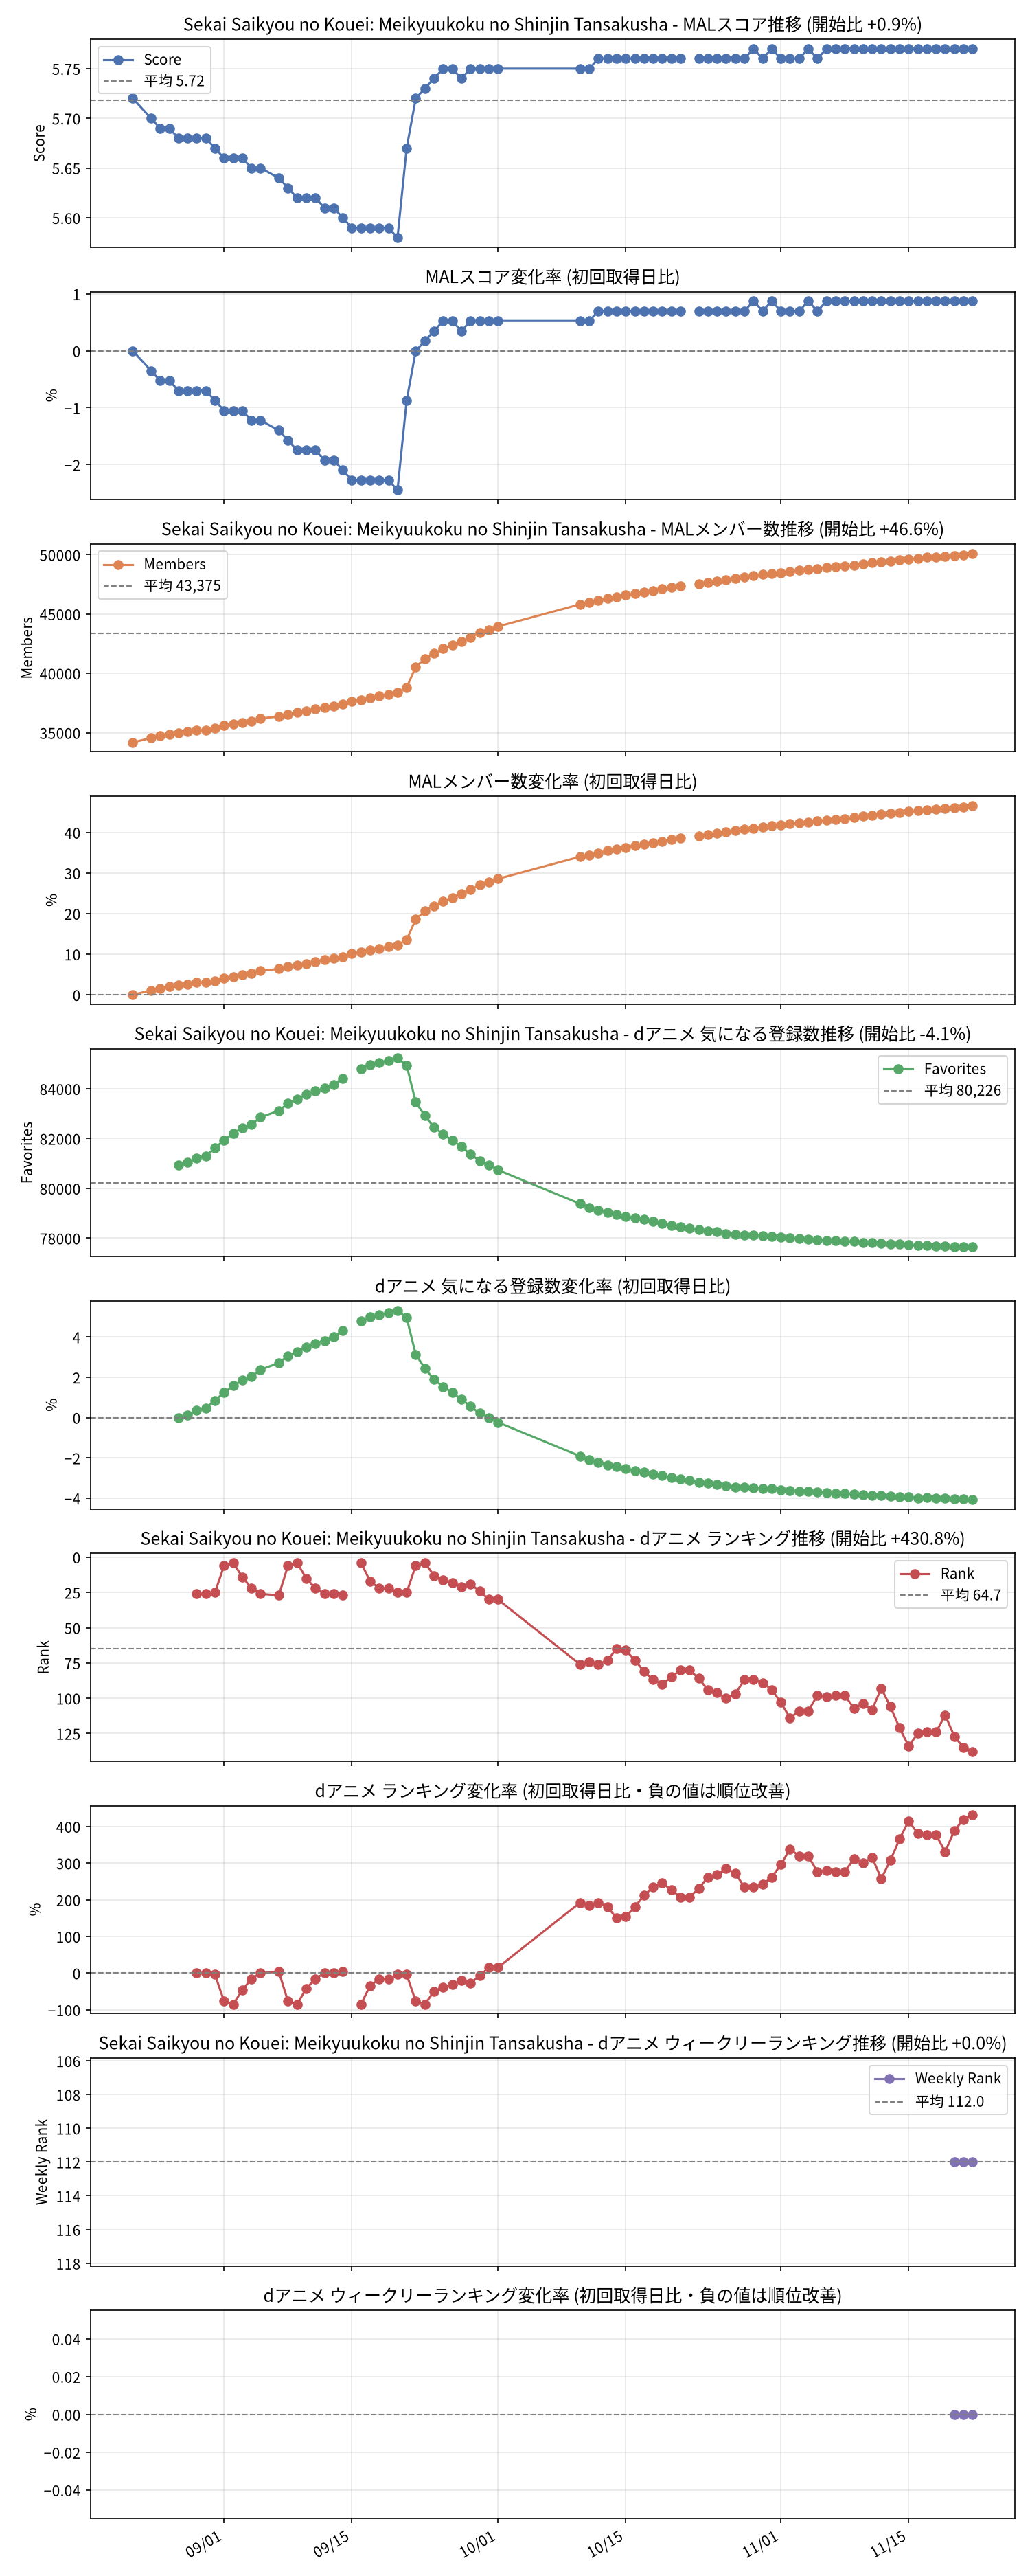 Sekai Saikyou no Kouei: Meikyuukoku no Shinjin Tansakusha - MALスコア推移 (開始比 +0.9%)
Score
平均 5.72
5.75
5.70
5.65
5.60
Score
MALスコア変化率 (初回取得日比)
1
0
−1
−2
%
Sekai Saikyou no Kouei: Meikyuukoku no Shinjin Tansakusha - MALメンバー数推移 (開始比 +46.6%)
Members
平均 43,375
50000
45000
40000
35000
Members
MALメンバー数変化率 (初回取得日比)
40
30
20
10
0
%
Sekai Saikyou no Kouei: Meikyuukoku no Shinjin Tansakusha - dアニメ 気になる登録数推移 (開始比 -4.1%)
Favorites
平均 80,226
84000
82000
80000
78000
Favorites
dアニメ 気になる登録数変化率 (初回取得日比)
4
2
0
−2
−4
%
Sekai Saikyou no Kouei: Meikyuukoku no Shinjin Tansakusha - dアニメ ランキング推移 (開始比 +430.8%)
Rank
平均 64.7
0
25
50
75
100
125
Rank
dアニメ ランキング変化率 (初回取得日比・負の値は順位改善)
400
300
200
100
0
−100
%
Sekai Saikyou no Kouei: Meikyuukoku no Shinjin Tansakusha - dアニメ ウィークリーランキング推移 (開始比 +0.0%)
Weekly Rank
平均 112.0
106
108
110
112
114
116
118
Weekly Rank
dアニメ ウィークリーランキング変化率 (初回取得日比・負の値は順位改善)
0.04
0.02
0.00
−0.02
−0.04
%
09/01
09/15
10/01
10/15
11/01
11/15